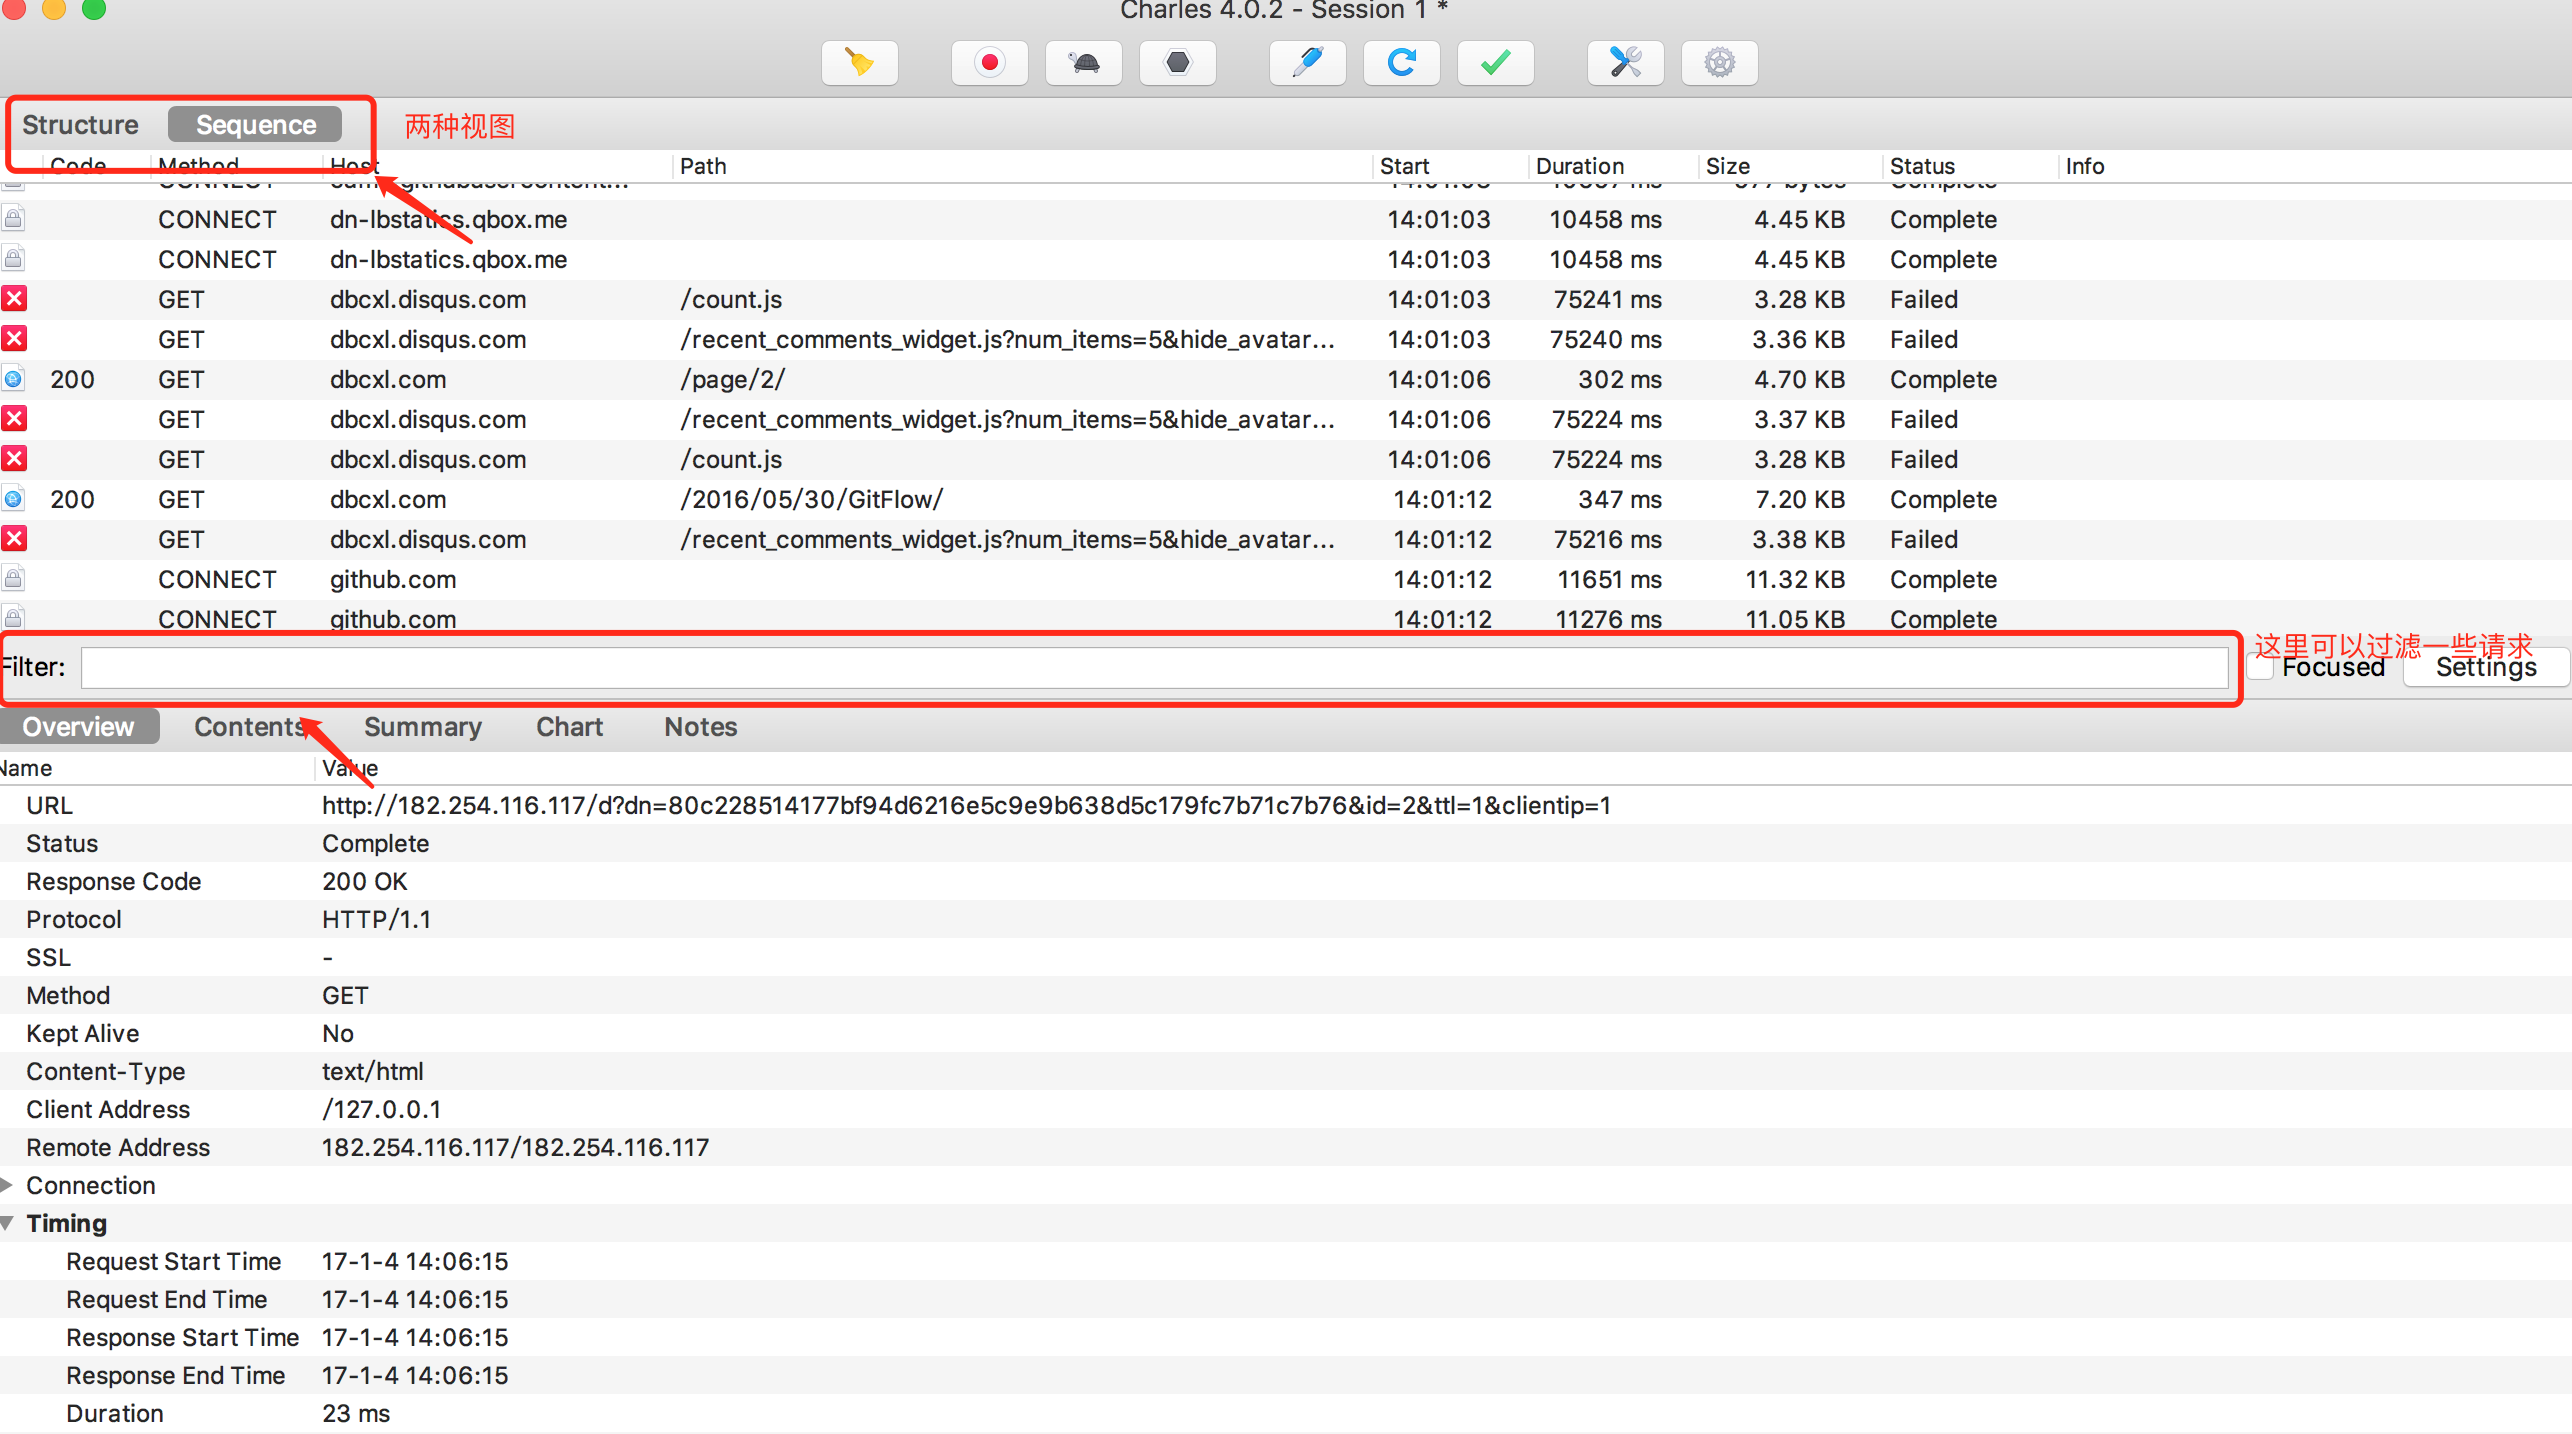 Charles 4.0.2 - Session 1 *
Structure Sequence 两种视图
Code Method Host Path Start Duration Size Status Info
CONNECT dn-lbstatics.qbox.me 14:01:03 10458 ms 4.45 KB Complete
CONNECT dn-lbstatics.qbox.me 14:01:03 10458 ms 4.45 KB Complete
GET dbcxl.disqus.com /count.js 14:01:03 75241 ms 3.28 KB Failed
GET dbcxl.disqus.com /recent_comments_widget.js?num_items=5&hide_avatar... 14:01:03 75240 ms 3.36 KB Failed
200 GET dbcxl.com /page/2/ 14:01:06 302 ms 4.70 KB Complete
GET dbcxl.disqus.com /recent_comments_widget.js?num_items=5&hide_avatar... 14:01:06 75224 ms 3.37 KB Failed
GET dbcxl.disqus.com /count.js 14:01:06 75224 ms 3.28 KB Failed
200 GET dbcxl.com /2016/05/30/GitFlow/ 14:01:12 347 ms 7.20 KB Complete
GET dbcxl.disqus.com /recent_comments_widget.js?num_items=5&hide_avatar... 14:01:12 75216 ms 3.38 KB Failed
CONNECT github.com 14:01:12 11651 ms 11.32 KB Complete
CONNECT github.com 14:01:12 11276 ms 11.05 KB Complete
这里可以过滤一些请求
Filter: Focused Settings
Overview Contents Summary Chart Notes
Name Value
URL http://182.254.116.117/d?dn=80c228514177bf94d6216e5c9e9b638d5c179fc7b71c7b76&id=2&ttl=1&clientip=1
Status Complete
Response Code 200 OK
Protocol HTTP/1.1
SSL -
Method GET
Kept Alive No
Content-Type text/html
Client Address /127.0.0.1
Remote Address 182.254.116.117/182.254.116.117
Connection
Timing
Request Start Time 17-1-4 14:06:15
Request End Time 17-1-4 14:06:15
Response Start Time 17-1-4 14:06:15
Response End Time 17-1-4 14:06:15
Duration 23 ms